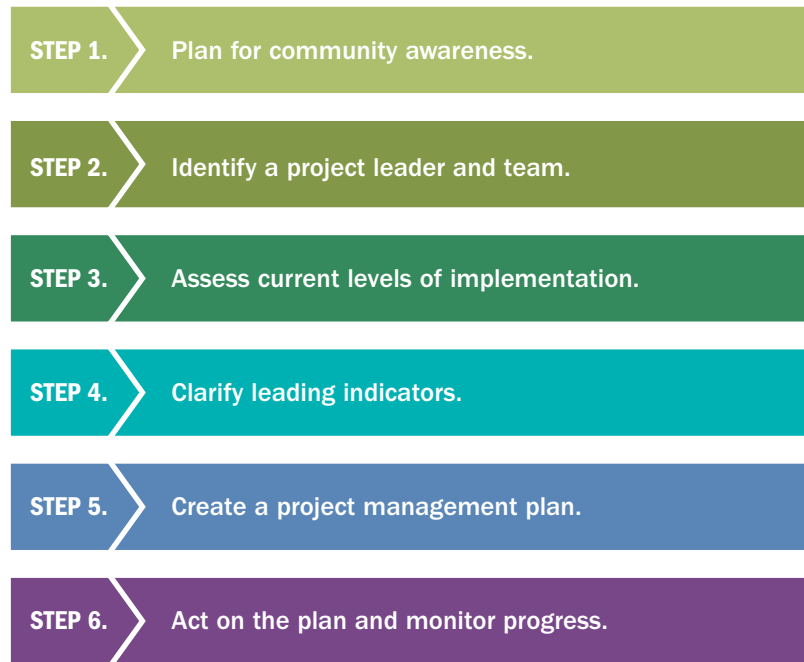 STEP 1. Plan for community awareness.
STEP 2. Identify a project leader and team.
STEP 3. Assess current levels of implementation.
STEP 4. Clarify leading indicators.
STEP 5. Create a project management plan.
STEP 6. Act on the plan and monitor progress.